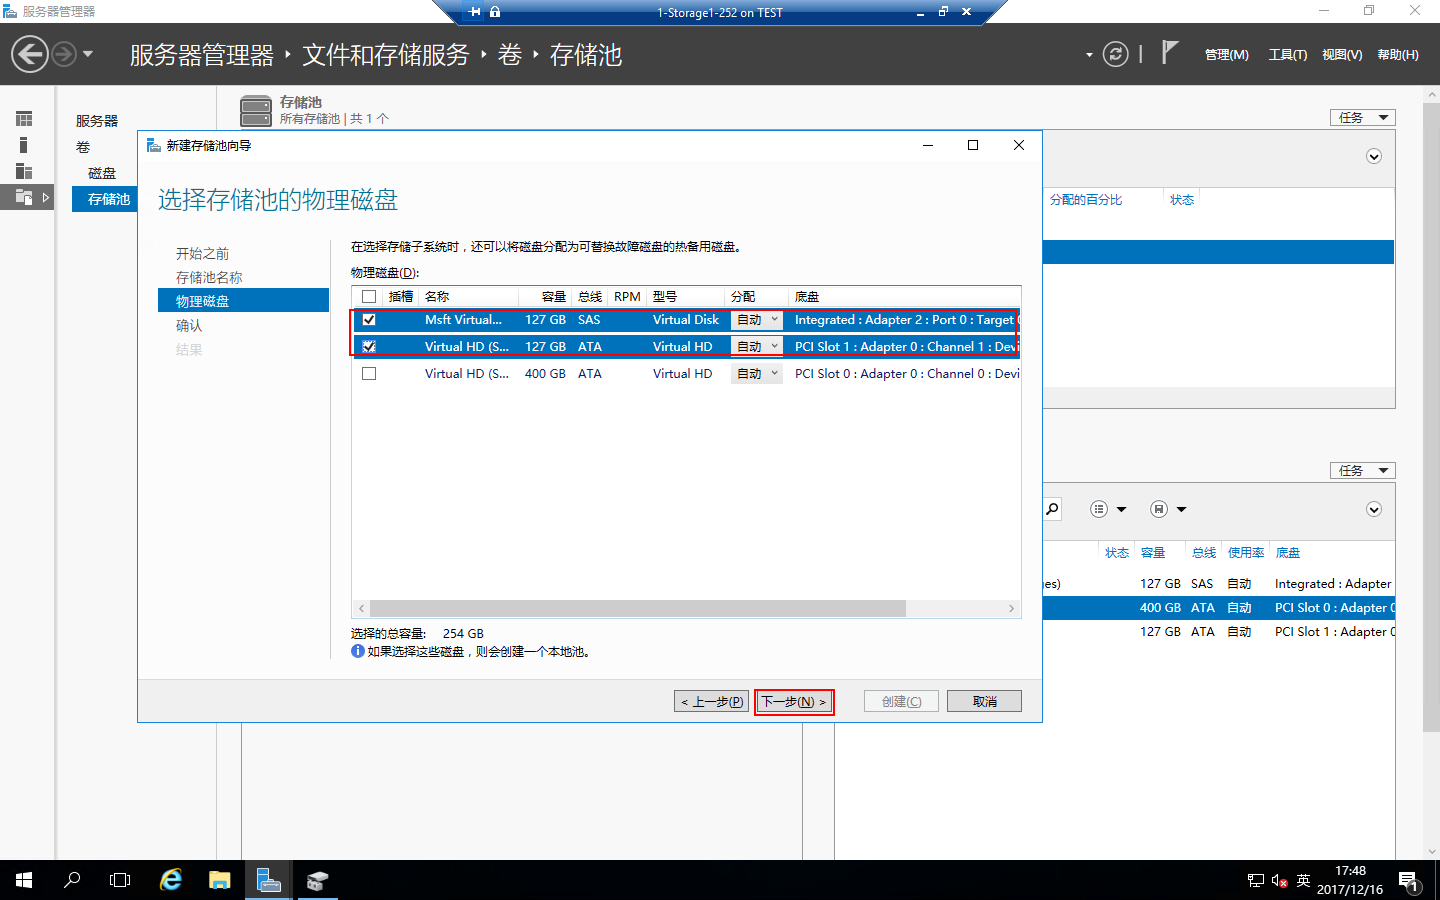 服务器管理器
1-Storage1-252 on TEST
服务器管理器 · 文件和存储服务 · 卷 · 存储池
管理(M) 工具(T) 视图(V) 帮助(H)
服务器
卷
磁盘
存储池
存储池
所有存储池 | 共 1 个
任务
分配的百分比 状态
新建存储池向导
选择存储池的物理磁盘
开始之前
存储池名称
物理磁盘
确认
结果
在选择存储子系统时，还可以将磁盘分配为可替换故障磁盘的热备用磁盘。
物理磁盘(D):
插槽 名称 容量 总线 RPM 型号 分配 底盘
Msft Virtual... 127 GB SAS Virtual Disk 自动 Integrated : Adapter 2 : Port 0 : Target
Virtual HD (S... 127 GB ATA Virtual HD 自动 PCI Slot 1 : Adapter 0 : Channel 1 : Devi
Virtual HD (S... 400 GB ATA Virtual HD 自动 PCI Slot 0 : Adapter 0 : Channel 0 : Devi
选择的总容量: 254 GB
如果选择这些磁盘，则会创建一个本地池。
< 上一步(P) 下一步(N) > 创建(C) 取消
任务
状态 容量 总线 使用率 底盘
es) 127 GB SAS 自动 Integrated : Adapter
400 GB ATA 自动 PCI Slot 0 : Adapter 0
127 GB ATA 自动 PCI Slot 1 : Adapter 0
英
17:48
2017/12/16
1